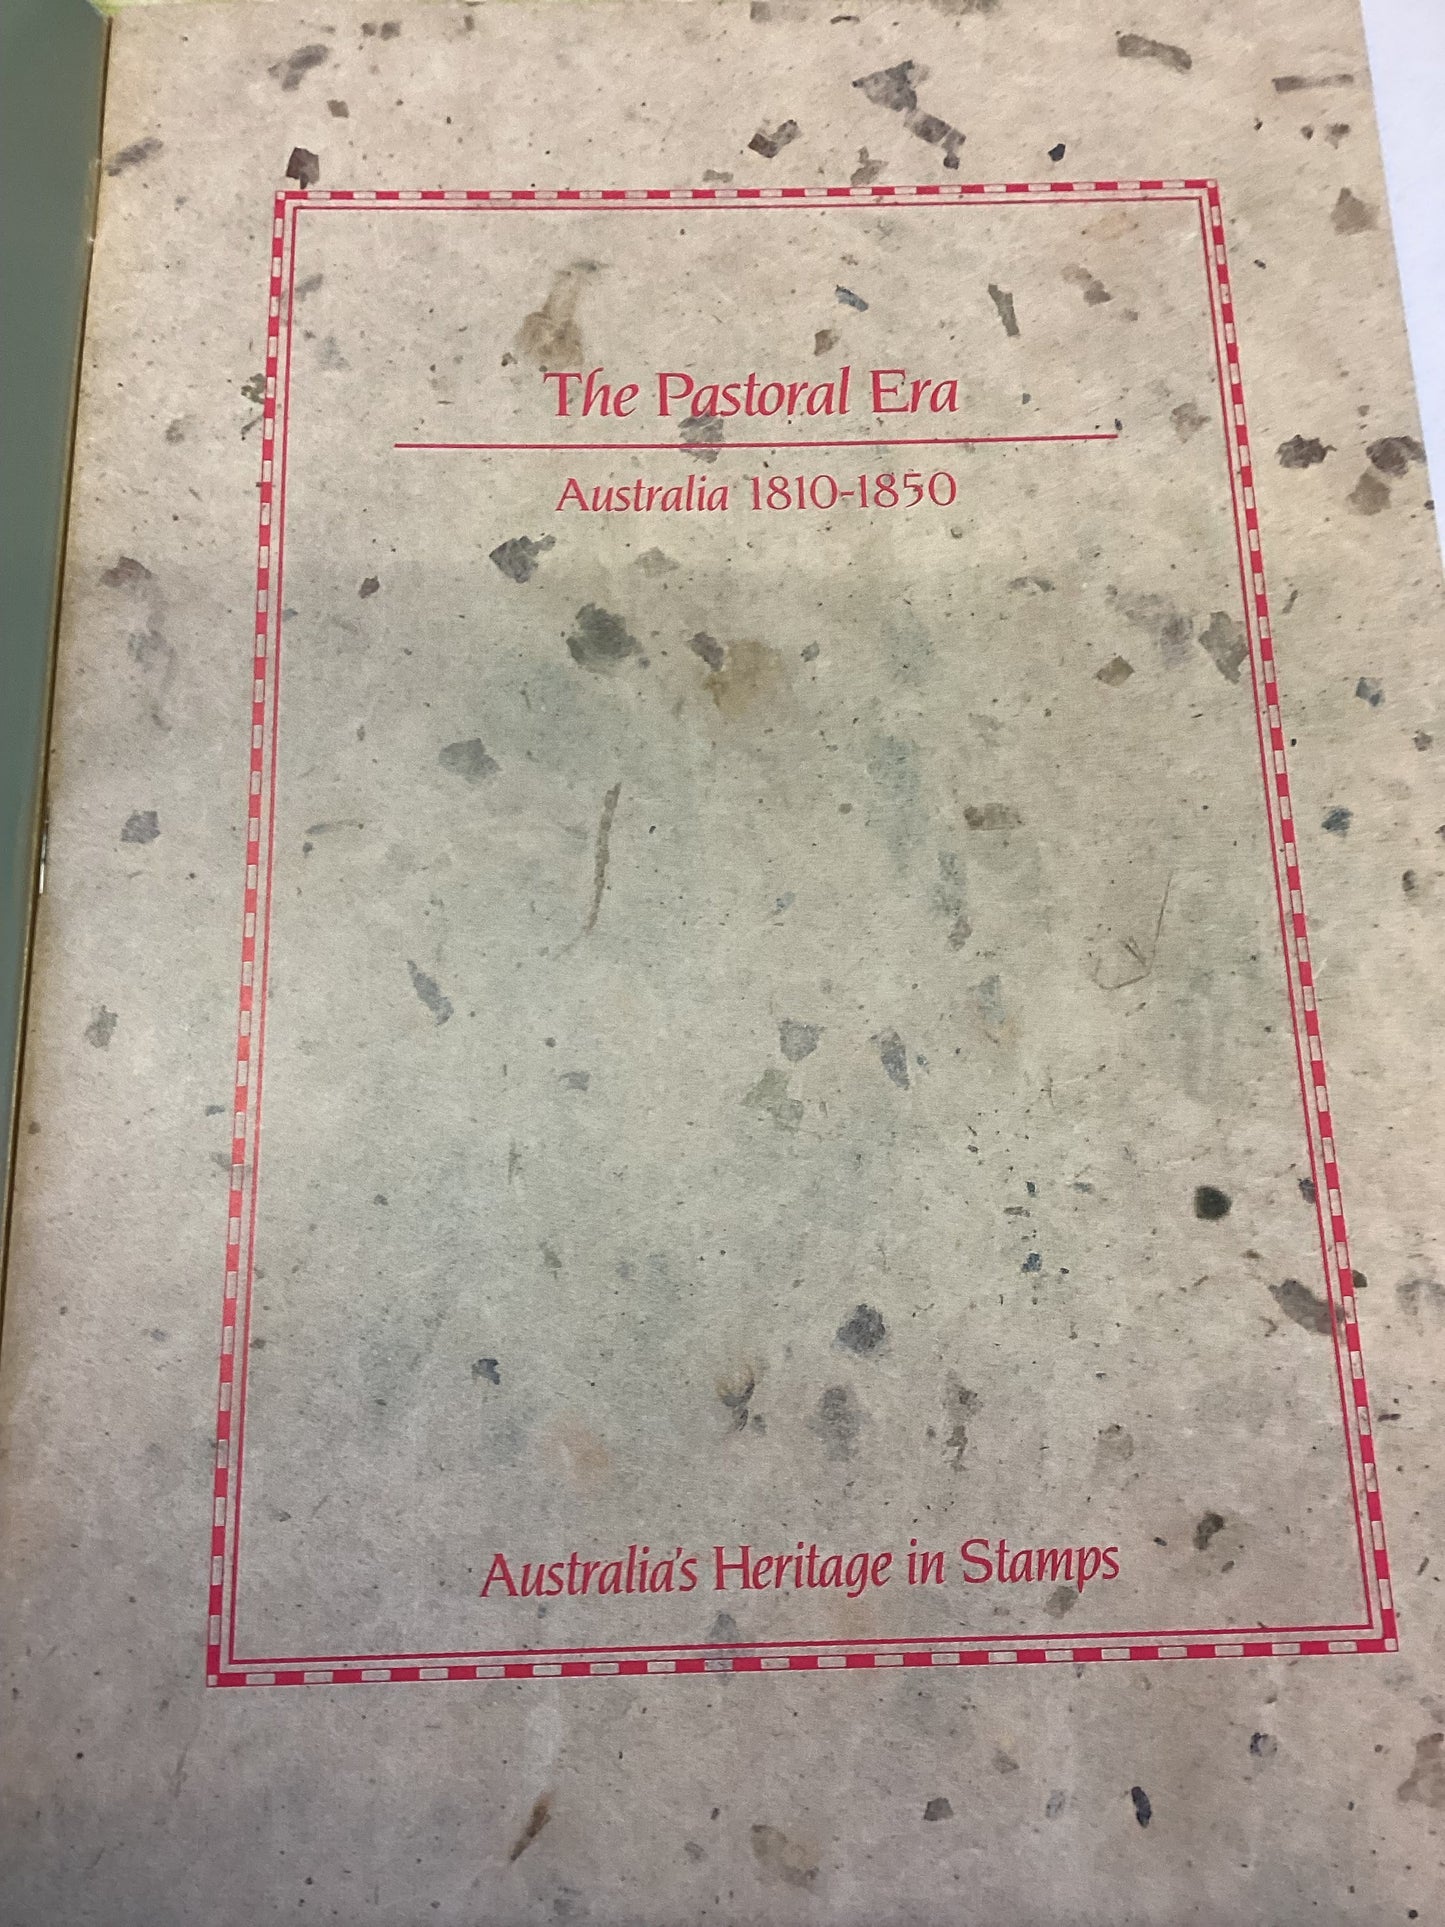 The Pastoral Era
Australia 1810-1850
Australia's Heritage in Stamps